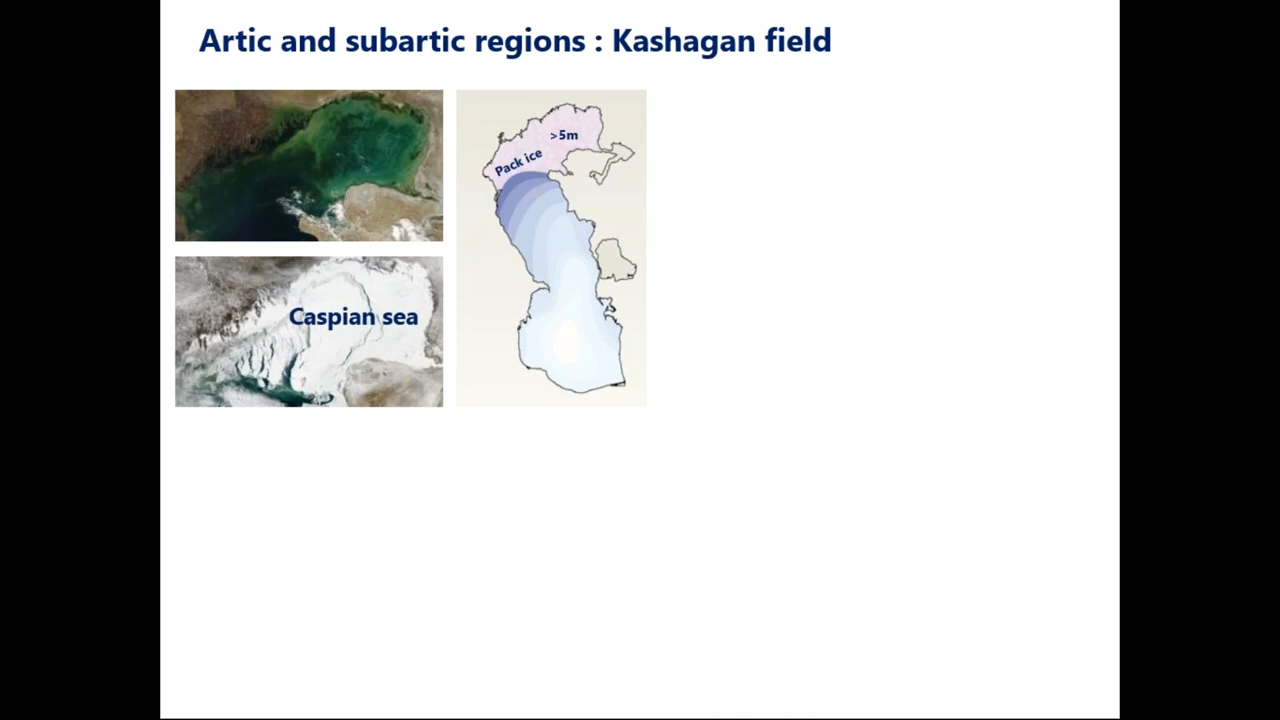 Artic and subartic regions : Kashagan field
>5m
Pack ice
Caspian sea